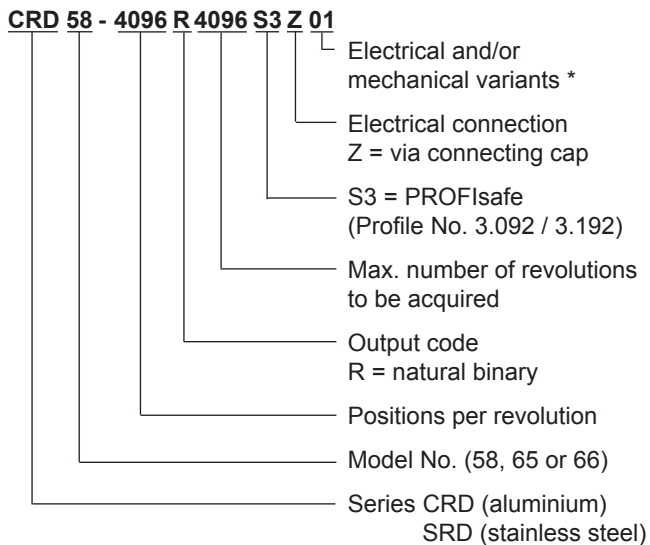 CRD 58 - 4096 R 4096 S3 Z 01
Electrical and/or
mechanical variants *
Electrical connection
Z = via connecting cap
S3 = PROFIsafe
(Profile No. 3.092 / 3.192)
Max. number of revolutions
to be acquired
Output code
R = natural binary
Positions per revolution
Model No. (58, 65 or 66)
Series CRD (aluminium)
SRD (stainless steel)